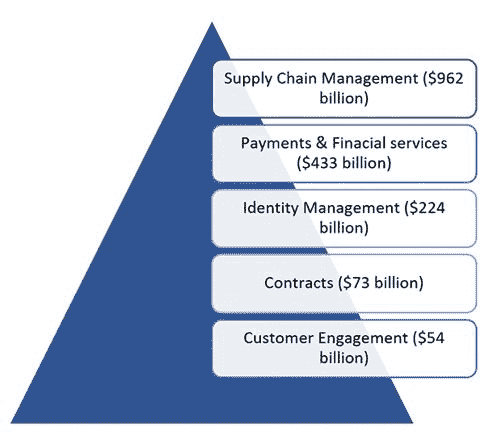 Supply Chain Management ($962
billion)
Payments & Finacial services
($433 billion)
Identity Management ($224
billion)
Contracts ($73 billion)
Customer Engagement ($54
billion)